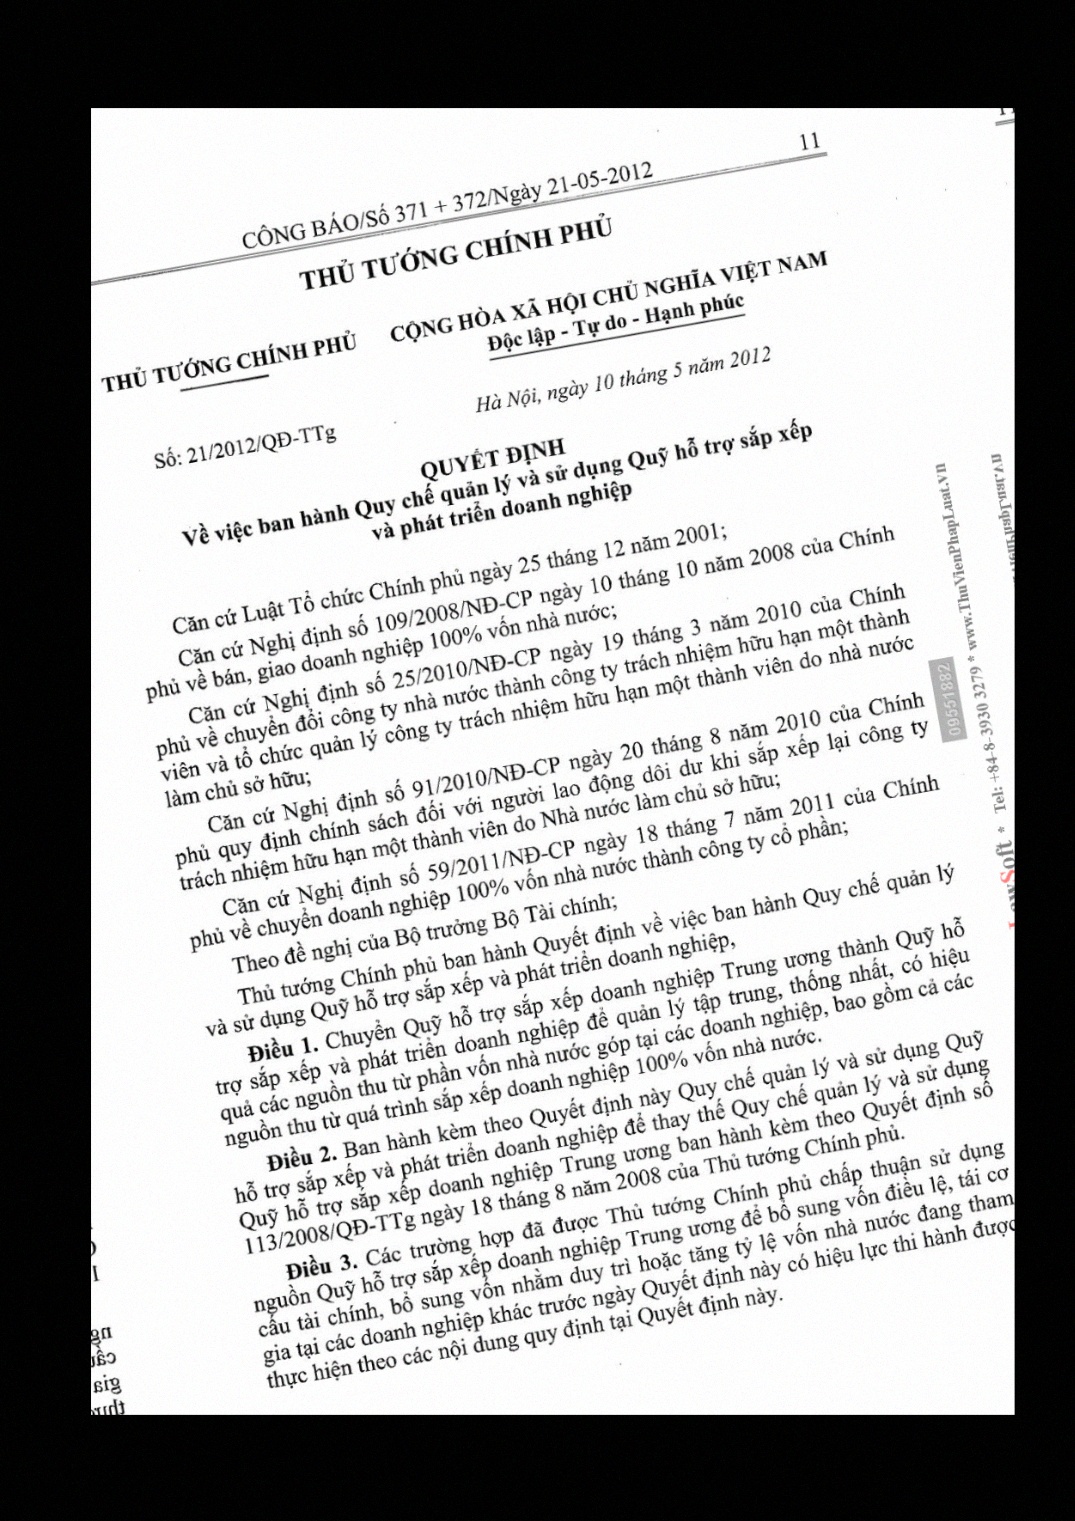 CÔNG BÁO/Số 371 + 372/Ngày 21-05-2012 11
THỦ TƯỚNG CHÍNH PHỦ
THỦ TƯỚNG CHÍNH PHỦ
CỘNG HÒA XÃ HỘI CHỦ NGHĨA VIỆT NAM
Độc lập - Tự do - Hạnh phúc
Số: 21/2012/QĐ-TTg
Hà Nội, ngày 10 tháng 5 năm 2012
QUYẾT ĐỊNH
Về việc ban hành Quy chế quản lý và sử dụng Quỹ hỗ trợ sắp xếp
và phát triển doanh nghiệp
Căn cứ Luật Tổ chức Chính phủ ngày 25 tháng 12 năm 2001;
Căn cứ Nghị định số 109/2008/NĐ-CP ngày 10 tháng 10 năm 2008 của Chính
phủ về bán, giao doanh nghiệp 100% vốn nhà nước;
Căn cứ Nghị định số 25/2010/NĐ-CP ngày 19 tháng 3 năm 2010 của Chính
phủ về chuyển đổi công ty nhà nước thành công ty trách nhiệm hữu hạn một thành
viên và tổ chức quản lý công ty trách nhiệm hữu hạn một thành viên do nhà nước
làm chủ sở hữu;
Căn cứ Nghị định số 91/2010/NĐ-CP ngày 20 tháng 8 năm 2010 của Chính
phủ quy định chính sách đối với người lao động dôi dư khi sắp xếp lại công ty
trách nhiệm hữu hạn một thành viên do Nhà nước làm chủ sở hữu;
Căn cứ Nghị định số 59/2011/NĐ-CP ngày 18 tháng 7 năm 2011 của Chính
phủ về chuyển doanh nghiệp 100% vốn nhà nước thành công ty cổ phần;
Theo đề nghị của Bộ trưởng Bộ Tài chính;
Thủ tướng Chính phủ ban hành Quyết định về việc ban hành Quy chế quản lý
và sử dụng Quỹ hỗ trợ sắp xếp và phát triển doanh nghiệp,
Điều 1. Chuyển Quỹ hỗ trợ sắp xếp doanh nghiệp Trung ương thành Quỹ hỗ
trợ sắp xếp và phát triển doanh nghiệp để quản lý tập trung, thống nhất, có hiệu
quả các nguồn thu từ phần vốn nhà nước góp tại các doanh nghiệp, bao gồm cả các
nguồn thu từ quá trình sắp xếp doanh nghiệp 100% vốn nhà nước.
Điều 2. Ban hành kèm theo Quyết định này Quy chế quản lý và sử dụng Quỹ
hỗ trợ sắp xếp và phát triển doanh nghiệp để thay thế Quy chế quản lý và sử dụng
Quỹ hỗ trợ sắp xếp doanh nghiệp Trung ương ban hành kèm theo Quyết định số
113/2008/QĐ-TTg ngày 18 tháng 8 năm 2008 của Thủ tướng Chính phủ.
Điều 3. Các trường hợp đã được Thủ tướng Chính phủ chấp thuận sử dụng
nguồn Quỹ hỗ trợ sắp xếp doanh nghiệp Trung ương để bổ sung vốn điều lệ, tái cơ
cấu tài chính, bổ sung vốn nhằm duy trì hoặc tăng tỷ lệ vốn nhà nước đang tham
gia tại các doanh nghiệp khác trước ngày Quyết định này có hiệu lực thi hành được
thực hiện theo các nội dung quy định tại Quyết định này.
09551882
LawSoft * Tel: +84-8-3930 3279 * www.ThuVienPhapLuat.vn